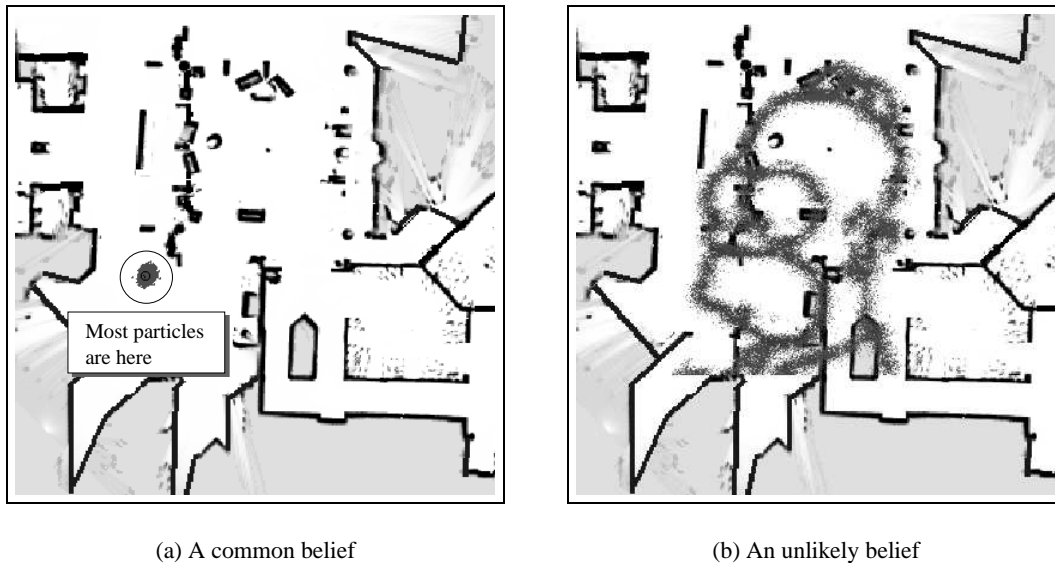 Most particles
are here
(a) A common belief
(b) An unlikely belief